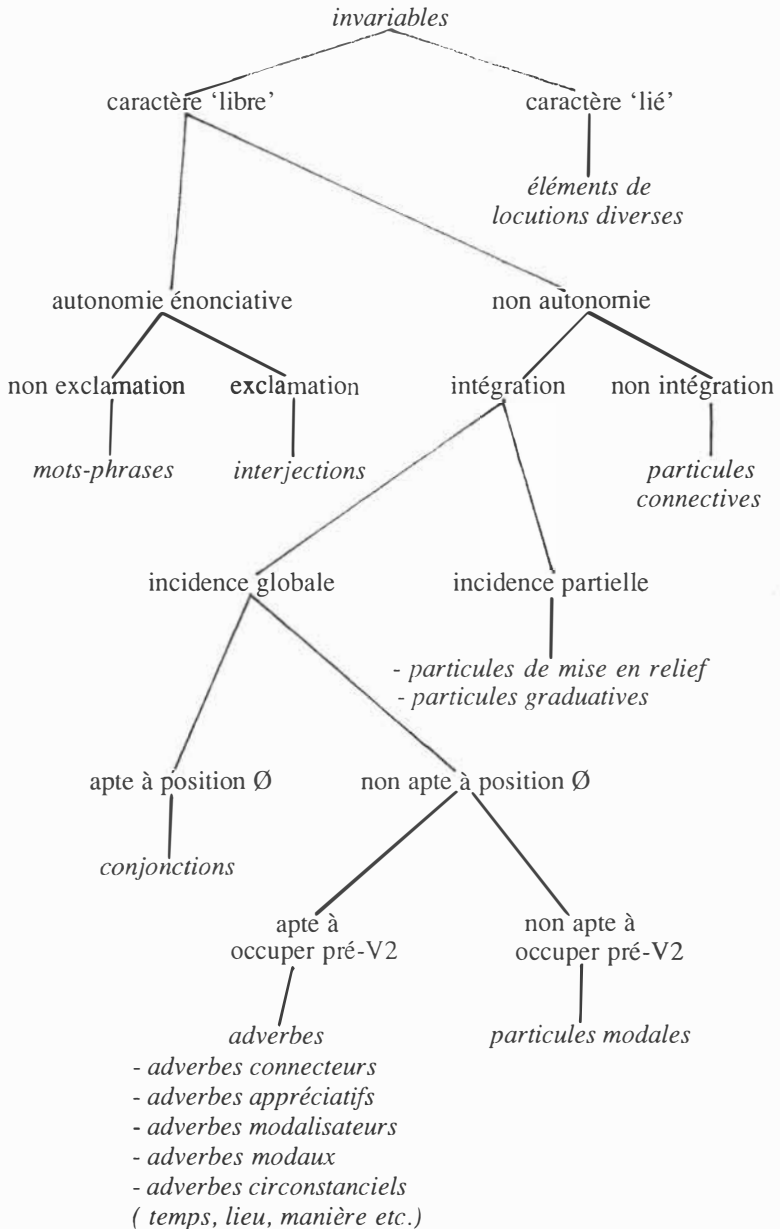 invariables
caractère ‘libre’
caractère ‘lié’
éléments de
locutions diverses
autonomie énonciative
non autonomie
non exclamation
exclamation
intégration
non intégration
mots-phrases
interjections
particules
connectives
incidence globale
incidence partielle
- particules de mise en relief
- particules graduatives
apte à position Ø
non apte à position Ø
conjonctions
apte à
occuper pré-V2
non apte à
occuper pré-V2
adverbes
- adverbes connecteurs
- adverbes appréciatifs
- adverbes modalisateurs
- adverbes modaux
- adverbes circonstanciels
( temps, lieu, manière etc.)
particules modales